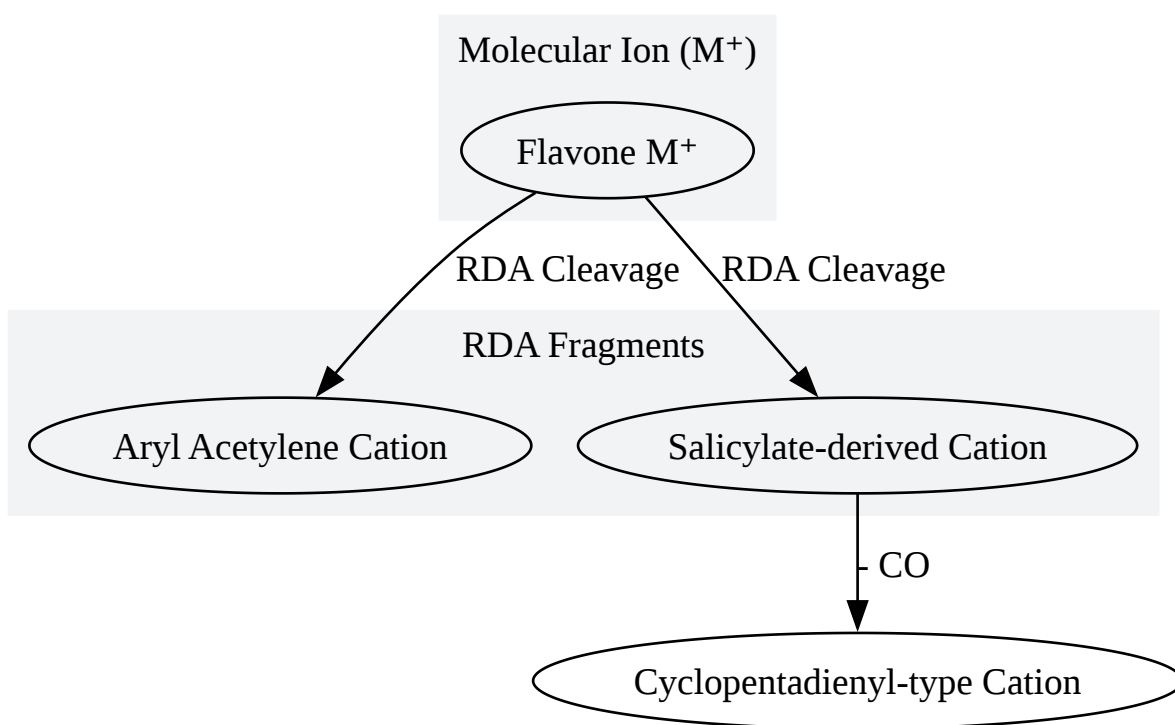 Molecular Ion (M⁺)
Flavone M⁺
RDA Cleavage
RDA Cleavage
RDA Fragments
Aryl Acetylene Cation
Salicylate-derived Cation
- CO
Cyclopentadienyl-type Cation